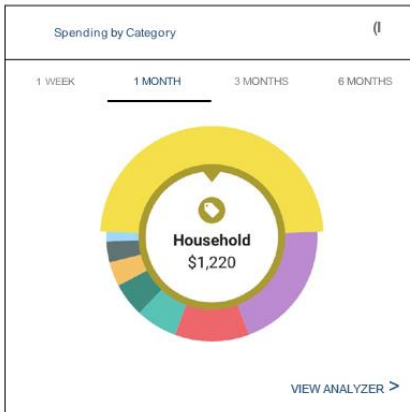 Spending by Category
1 WEEK 1 MONTH 3 MONTHS 6 MONTHS
Household
$1,220
VIEW ANALYZER >